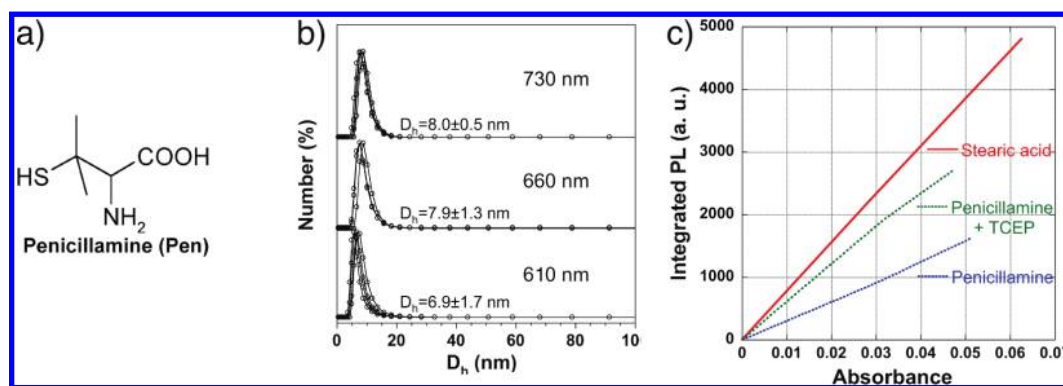 a)
HS
COOH
NH2
Penicillamine (Pen)
b)
Number (%)
730 nm
Dh=8.0±0.5 nm
660 nm
Dh=7.9±1.3 nm
610 nm
Dh=6.9±1.7 nm
0 20 40 60 80 10
Dh (nm)
c)
Integrated PL (a. u.)
5000
4000
3000
2000
1000
0
Stearic acid
Penicillamine
+ TCEP
Penicillamine
0 0.01 0.02 0.03 0.04 0.05 0.06 0.0
Absorbance